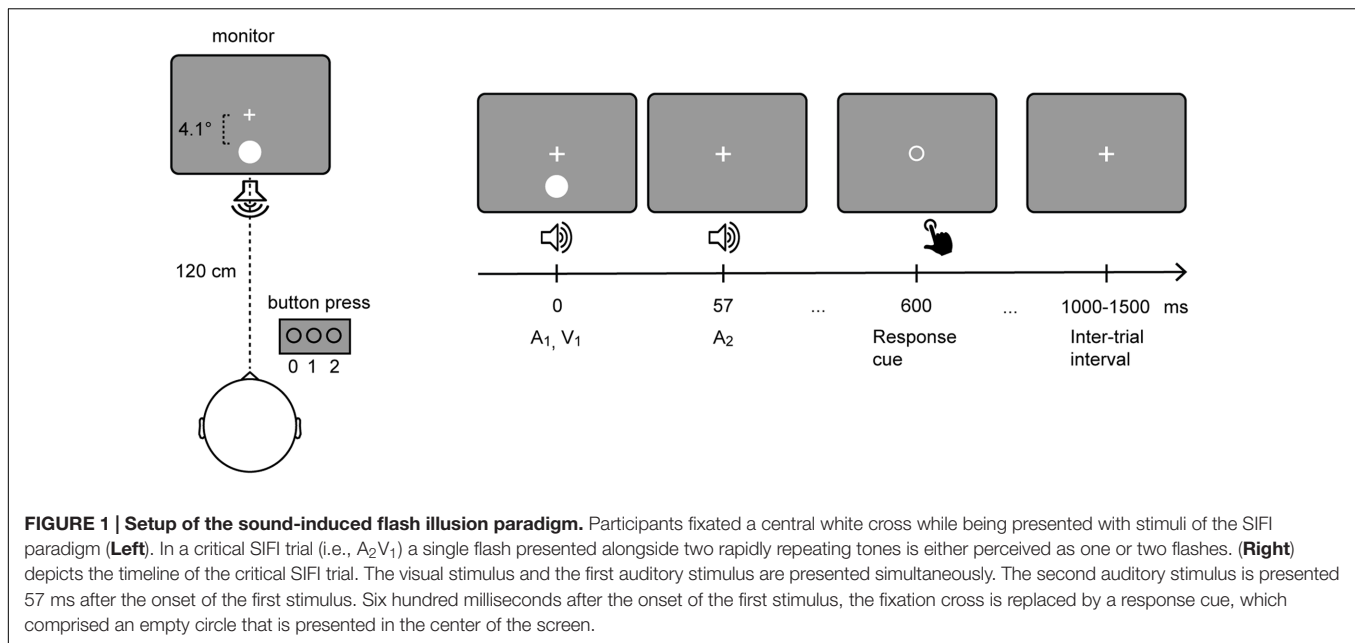 monitor
4.1°
120 cm
button press
0 1 2
0 57 ... 600 ... 1000-1500 ms
A₁, V₁ A₂ Response cue Inter-trial interval
FIGURE 1 | Setup of the sound-induced flash illusion paradigm. Participants fixated a central white cross while being presented with stimuli of the SIFI
paradigm (Left). In a critical SIFI trial (i.e., A₂V₁) a single flash presented alongside two rapidly repeating tones is either perceived as one or two flashes. (Right)
depicts the timeline of the critical SIFI trial. The visual stimulus and the first auditory stimulus are presented simultaneously. The second auditory stimulus is presented
57 ms after the onset of the first stimulus. Six hundred milliseconds after the onset of the first stimulus, the fixation cross is replaced by a response cue, which
comprised an empty circle that is presented in the center of the screen.